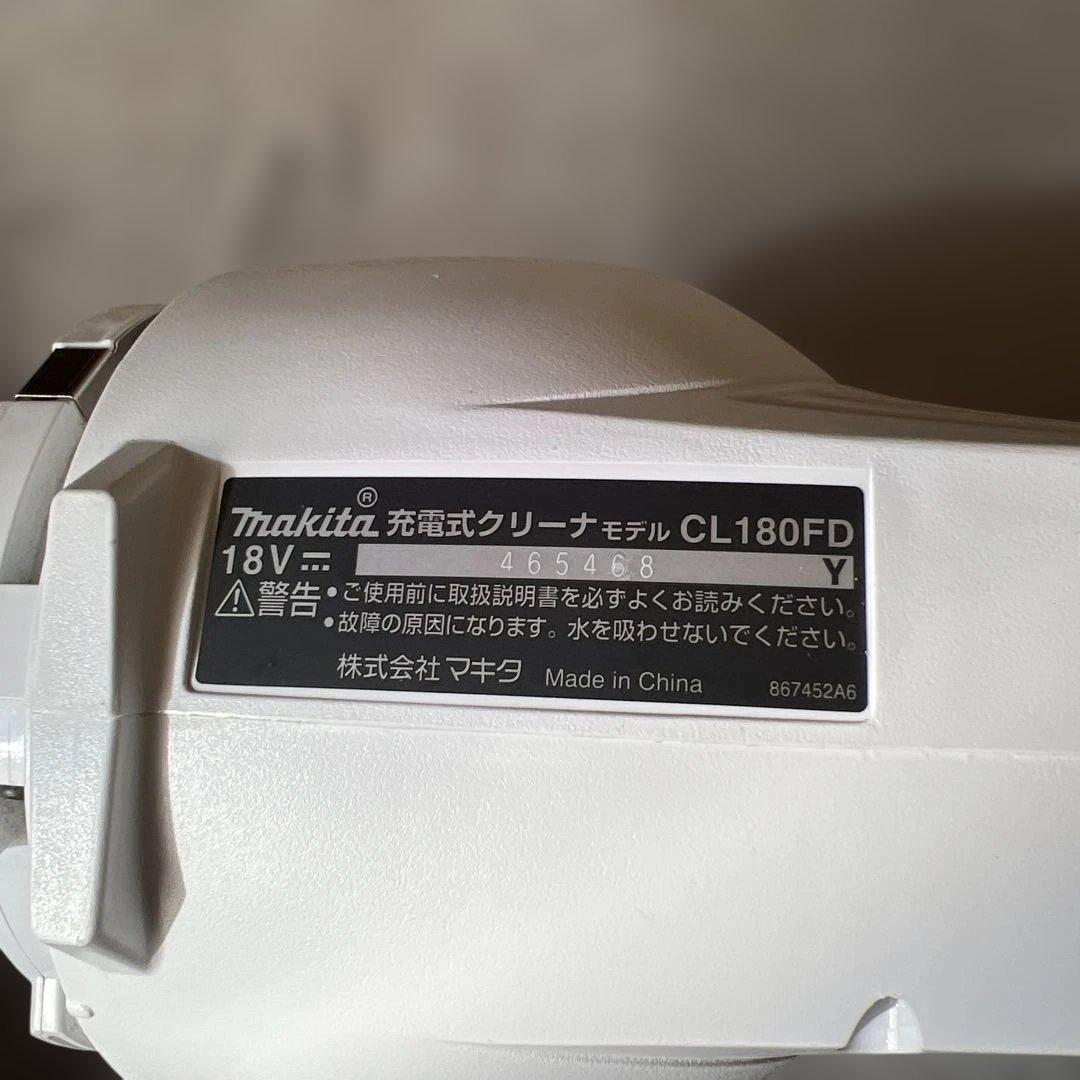 makita® 充電式クリーナ モデル CL180FD
18V⎓ 465468 Y
⚠警告 •ご使用前に取扱説明書を必ずよくお読みください。
•故障の原因になります。水を吸わせないでください。
株式会社 マキタ Made in China 867452A6